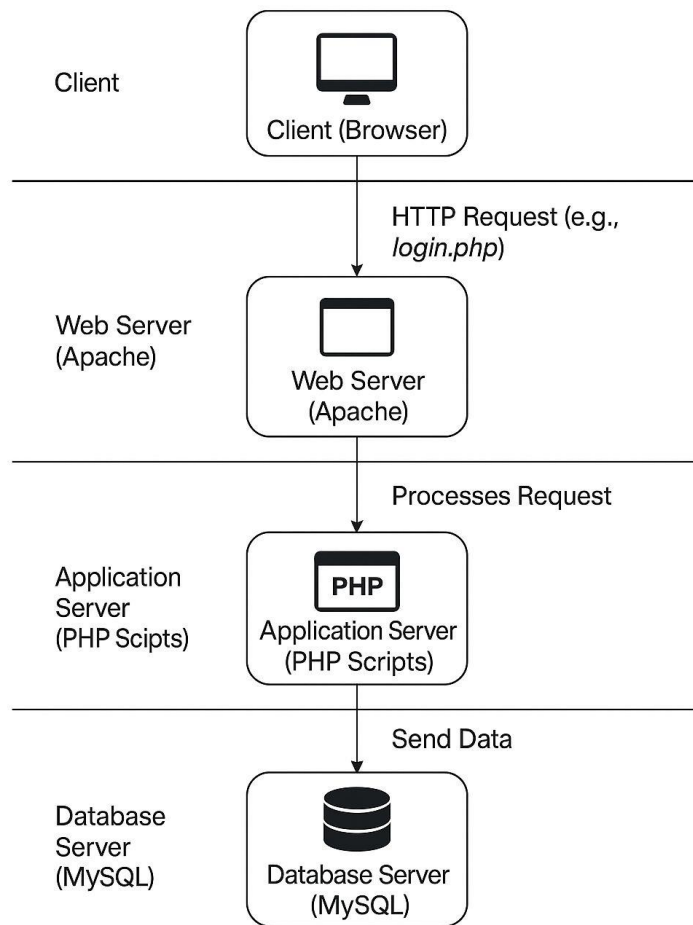 Client
Client (Browser)
HTTP Request (e.g.,
login.php)
Web Server
(Apache)
Web Server
(Apache)
Processes Request
Application
Server
(PHP Scipts)
PHP
Application Server
(PHP Scripts)
Send Data
Database
Server
(MySQL)
Database Server
(MySQL)